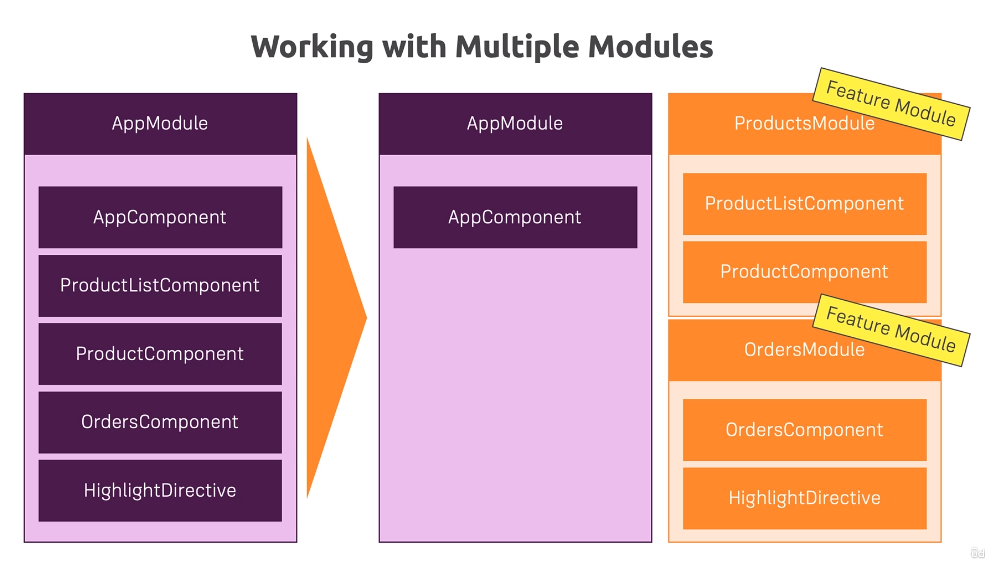 Working with Multiple Modules
AppModule
AppComponent
ProductListComponent
ProductComponent
OrdersComponent
HighlightDirective
AppModule
AppComponent
Feature Module
ProductsModule
ProductListComponent
ProductComponent
Feature Module
OrdersModule
OrdersComponent
HighlightDirective